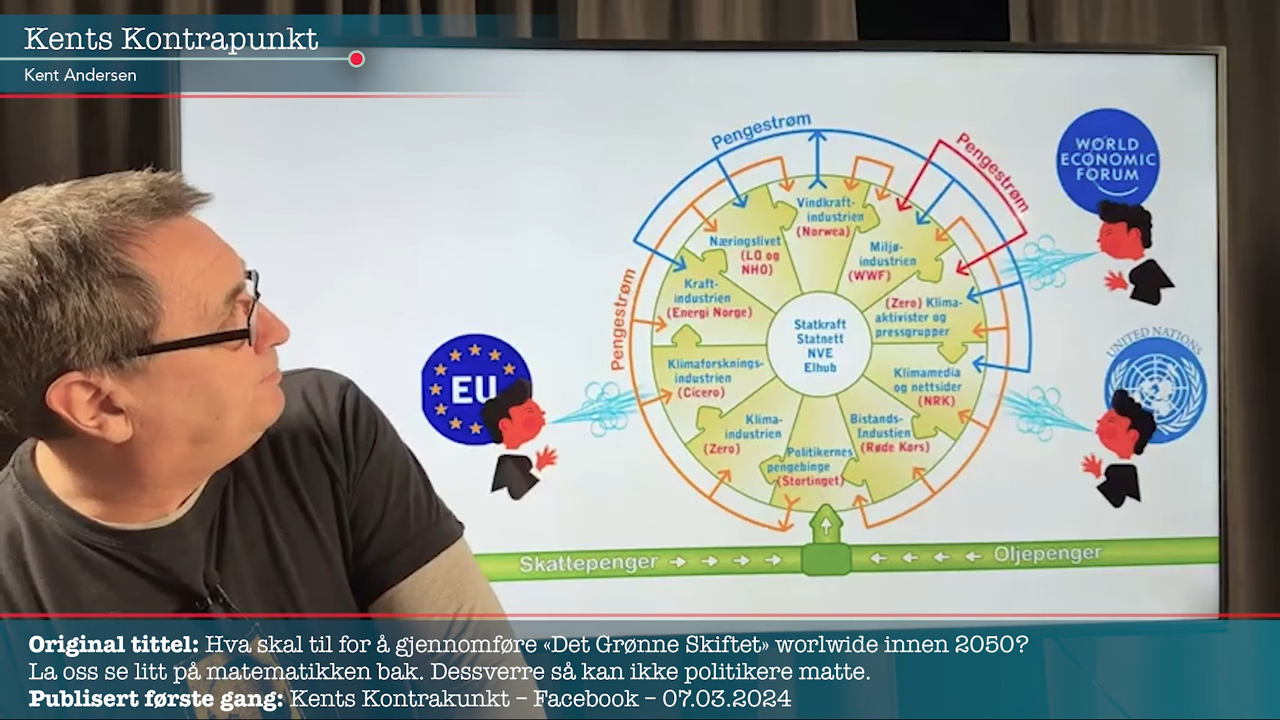 Kents Kontrapunkt
Kent Andersen
Pengestrøm
Pengestrøm
Pengestrøm
WORLD
ECONOMIC
FORUM
Vindkraft-
industrien
(Norwea)
Næringslivet
(LO og
NHO)
Miljø-
industrien
(WWF)
Kraft-
industrien
(Energi Norge)
(Zero) Klima-
aktivister og
pressgrupper
Statkraft
Statnett
NVE
Elhub
UNITED NATIONS
EU
Klimaforsknings-
industrien
(Cicero)
Klimamedia
og nettsider
(NRK)
Klima-
industrien
(Zero)
Bistands-
Industien
(Røde Kors)
Politikernes
pengebinge
(Stortinget)
Skattepenger
Oljepenger
Original tittel: Hva skal til for å gjennomføre «Det Grønne Skiftet» worlwide innen 2050?
La oss se litt på matematikken bak. Dessverre så kan ikke politikere matte.
Publisert første gang: Kents Kontrakunkt – Facebook – 07.03.2024